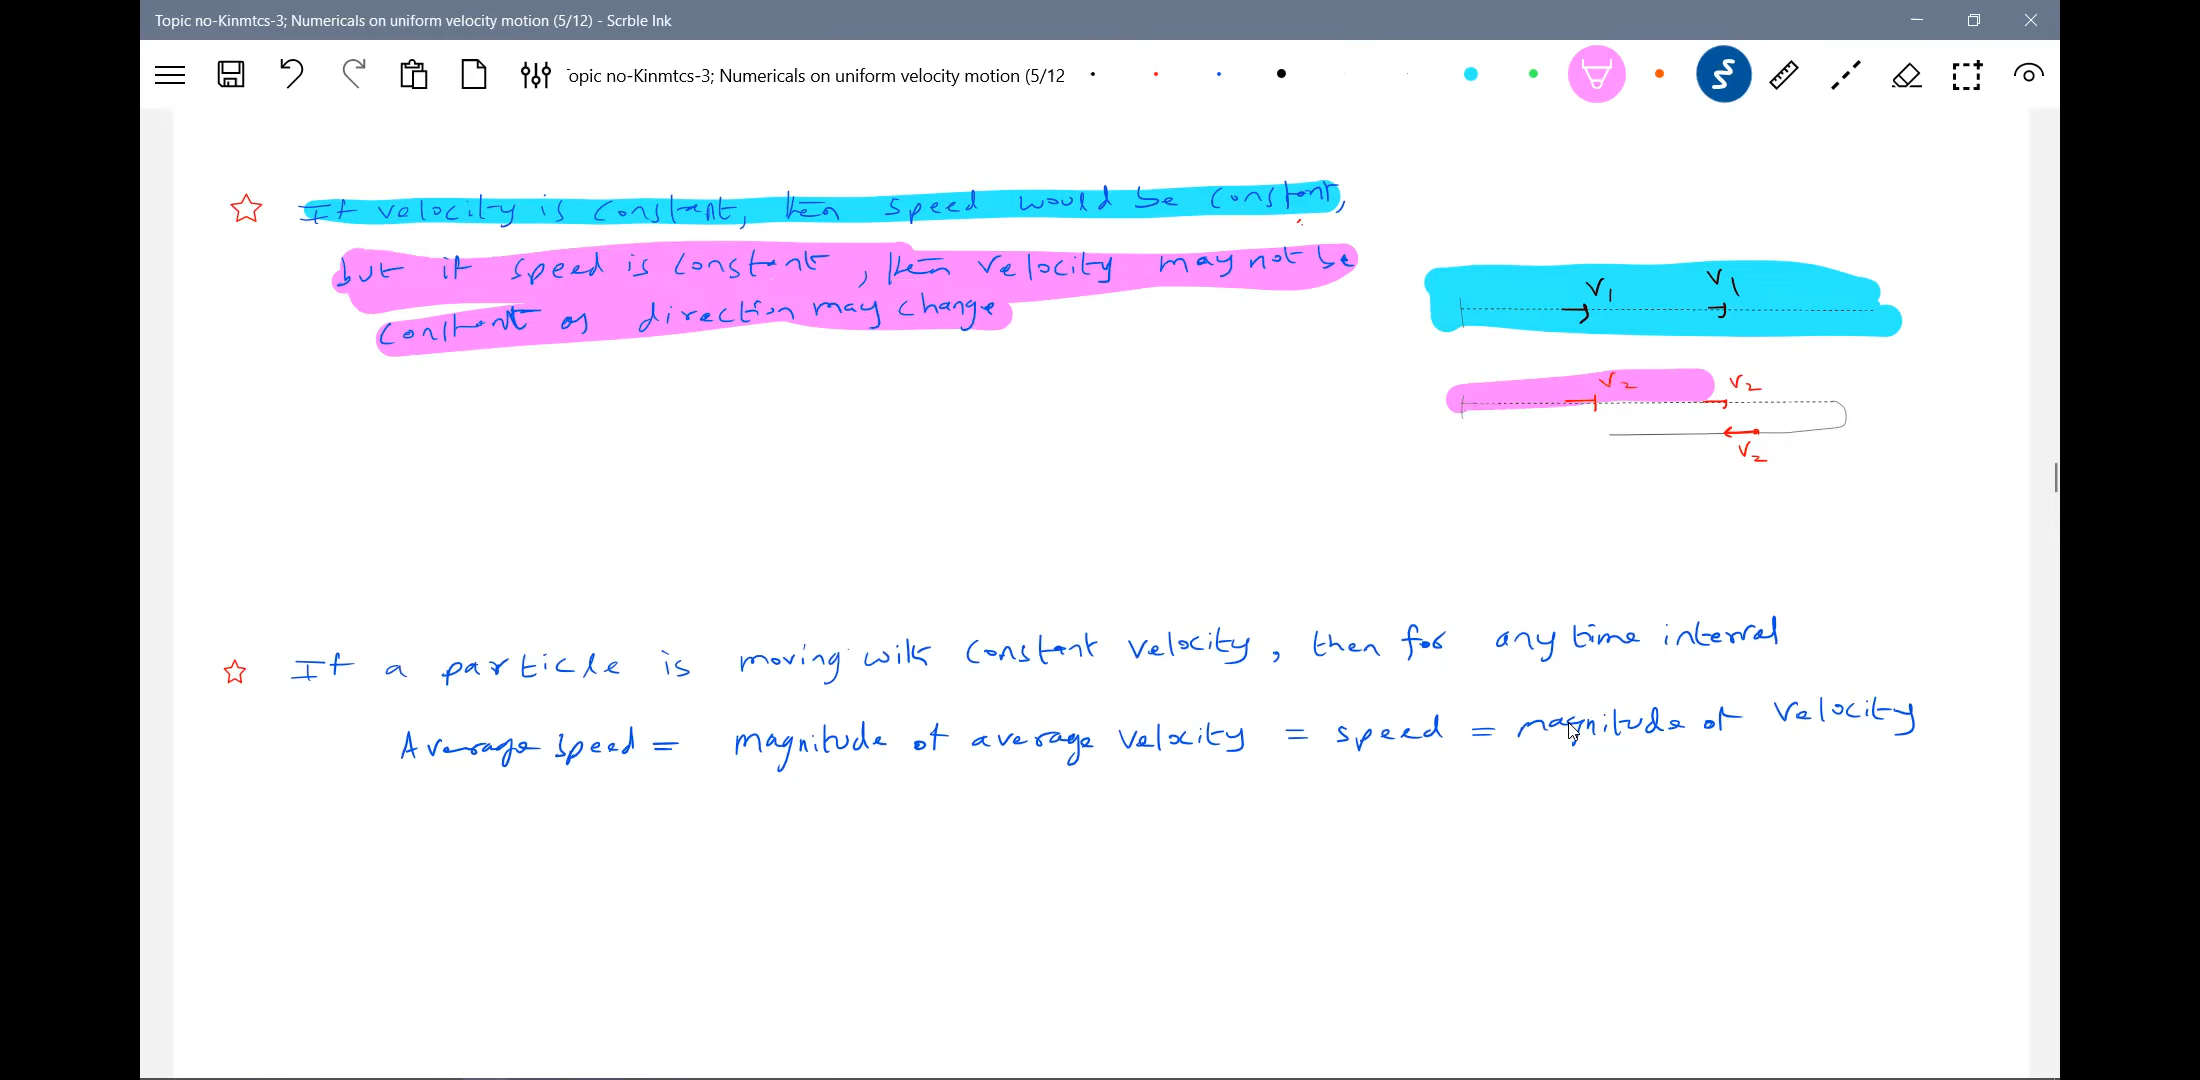 Topic no-Kinmtcs-3; Numericals on uniform velocity motion (5/12) - Scrble Ink
opic no-Kinmtcs-3; Numericals on uniform velocity motion (5/12
If velocity is constant, then speed would be constant,
but if speed is constant, then velocity may not be
constant as direction may change
V1 V1
V2 V2
V2
If a particle is moving with constant velocity, then for any time interval
Average speed = magnitude of average velocity = speed = magnitude of velocity